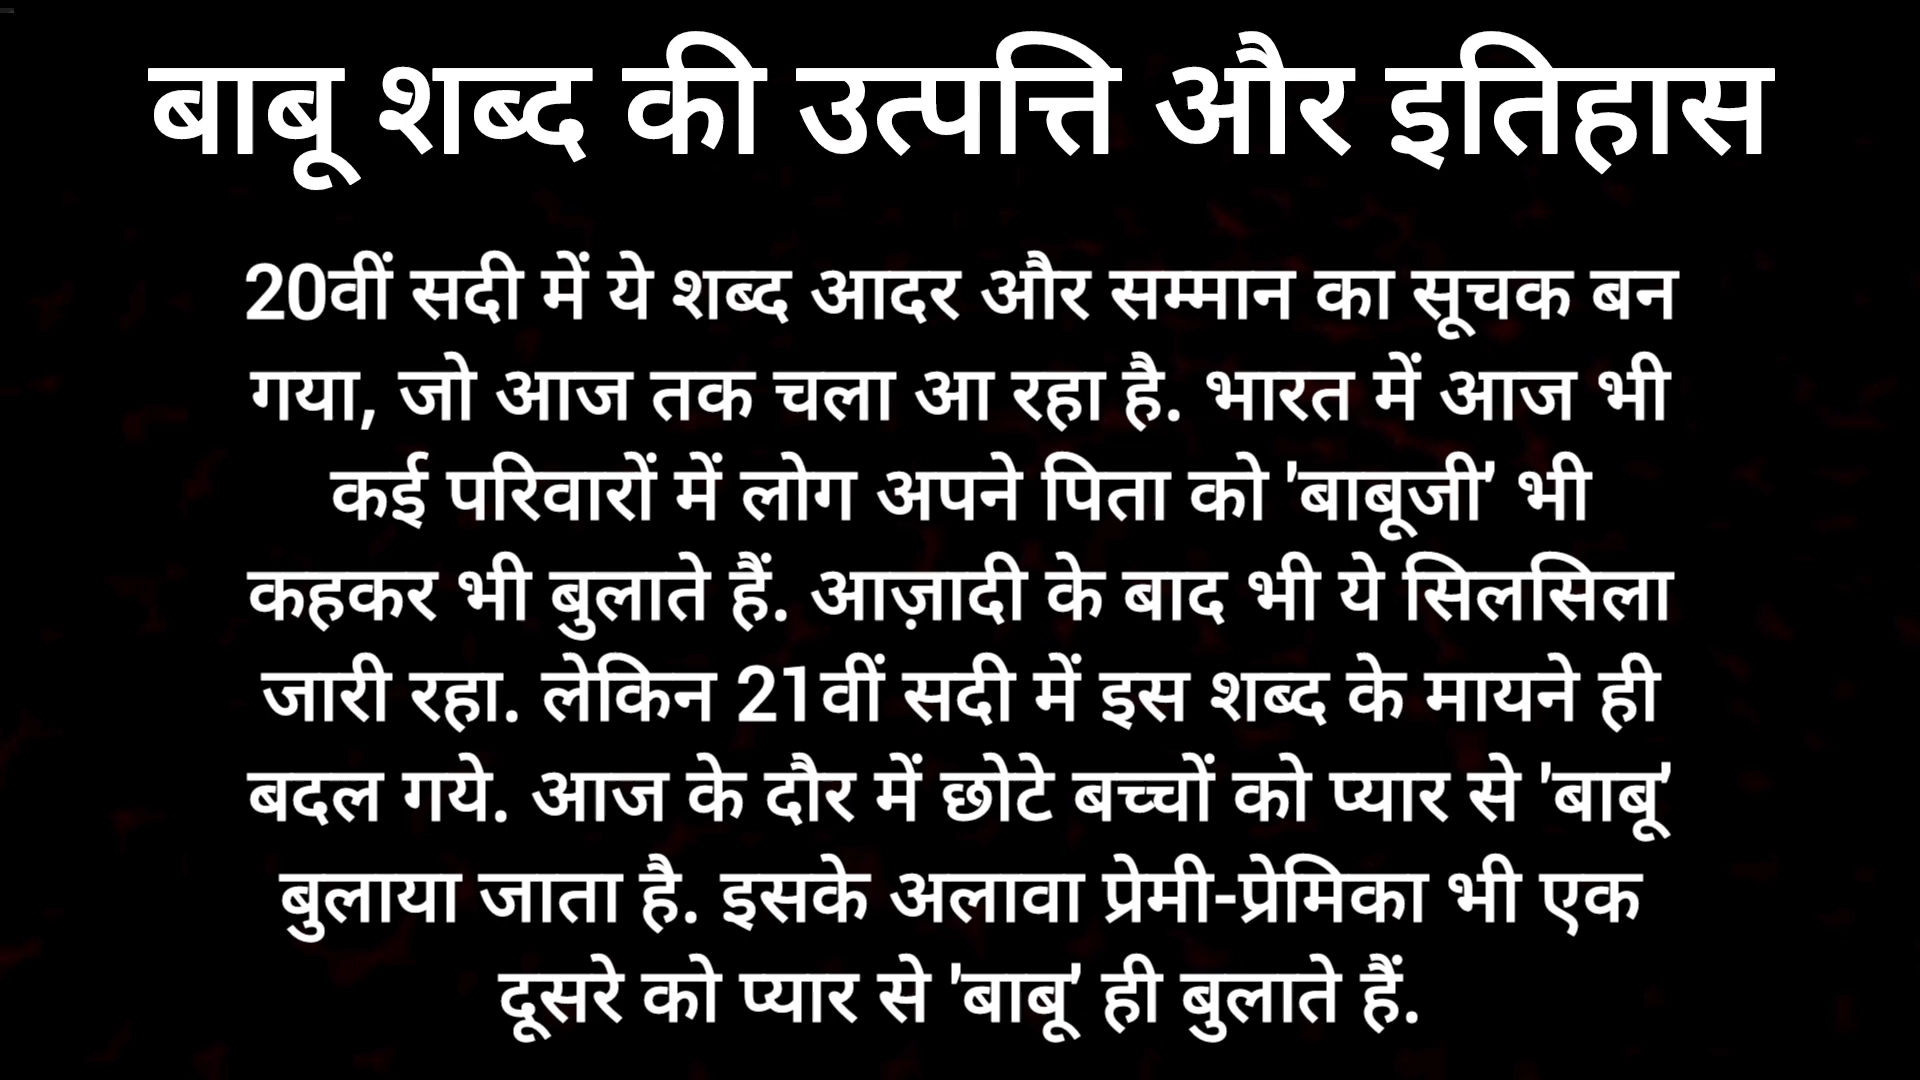 बाबू शब्द की उत्पत्ति और इतिहास
20वीं सदी में ये शब्द आदर और सम्मान का सूचक बन
गया, जो आज तक चला आ रहा है. भारत में आज भी
कई परिवारों में लोग अपने पिता को 'बाबूजी' भी
कहकर भी बुलाते हैं. आज़ादी के बाद भी ये सिलसिला
जारी रहा. लेकिन 21वीं सदी में इस शब्द के मायने ही
बदल गये. आज के दौर में छोटे बच्चों को प्यार से 'बाबू'
बुलाया जाता है. इसके अलावा प्रेमी-प्रेमिका भी एक
दूसरे को प्यार से 'बाबू' ही बुलाते हैं.